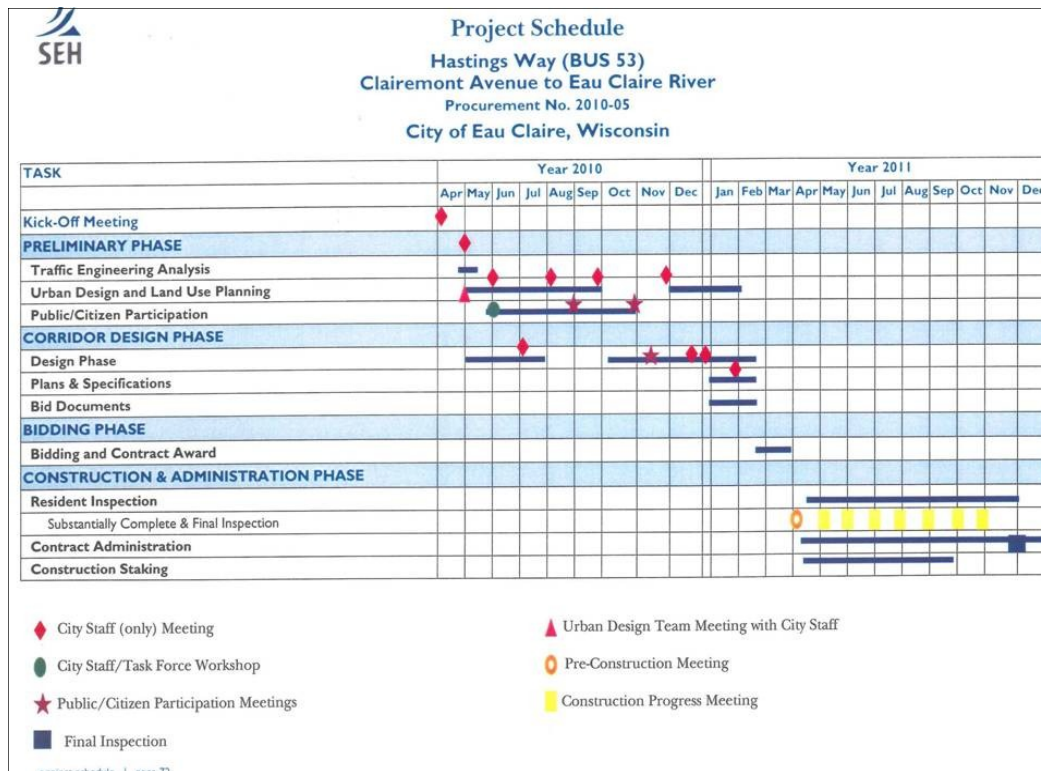 SEH
Project Schedule
Hastings Way (BUS 53)
Clairemont Avenue to Eau Claire River
Procurement No. 2010-05
City of Eau Claire, Wisconsin
TASK Year 2010 Year 2011
Apr May Jun Jul Aug Sep Oct Nov Dec Jan Feb Mar Apr May Jun Jul Aug Sep Oct Nov Dec
Kick-Off Meeting
PRELIMINARY PHASE
Traffic Engineering Analysis
Urban Design and Land Use Planning
Public/Citizen Participation
CORRIDOR DESIGN PHASE
Design Phase
Plans & Specifications
Bid Documents
BIDDING PHASE
Bidding and Contract Award
CONSTRUCTION & ADMINISTRATION PHASE
Resident Inspection
Substantially Complete & Final Inspection
Contract Administration
Construction Staking
City Staff (only) Meeting
City Staff/Task Force Workshop
Public/Citizen Participation Meetings
Final Inspection
Urban Design Team Meeting with City Staff
Pre-Construction Meeting
Construction Progress Meeting